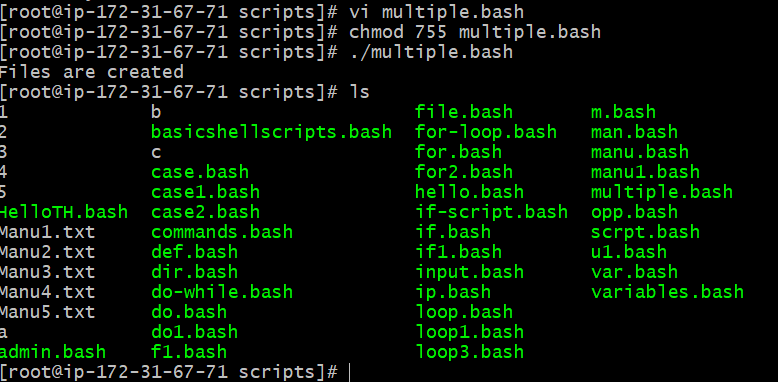 [root@ip-172-31-67-71 scripts]# vi multiple.bash
[root@ip-172-31-67-71 scripts]# chmod 755 multiple.bash
[root@ip-172-31-67-71 scripts]# ./multiple.bash
Files are created
[root@ip-172-31-67-71 scripts]# ls
1 b file.bash m.bash
2 basicshellscripts.bash for-loop.bash man.bash
3 c for.bash manu.bash
4 case.bash for2.bash manu1.bash
5 case1.bash hello.bash multiple.bash
HelloTH.bash case2.bash if-script.bash opp.bash
Manu1.txt commands.bash if.bash scrpt.bash
Manu2.txt def.bash if1.bash u1.bash
Manu3.txt dir.bash input.bash var.bash
Manu4.txt do-while.bash ip.bash variables.bash
Manu5.txt do.bash loop.bash
a do1.bash loop1.bash
admin.bash f1.bash loop3.bash
[root@ip-172-31-67-71 scripts]#